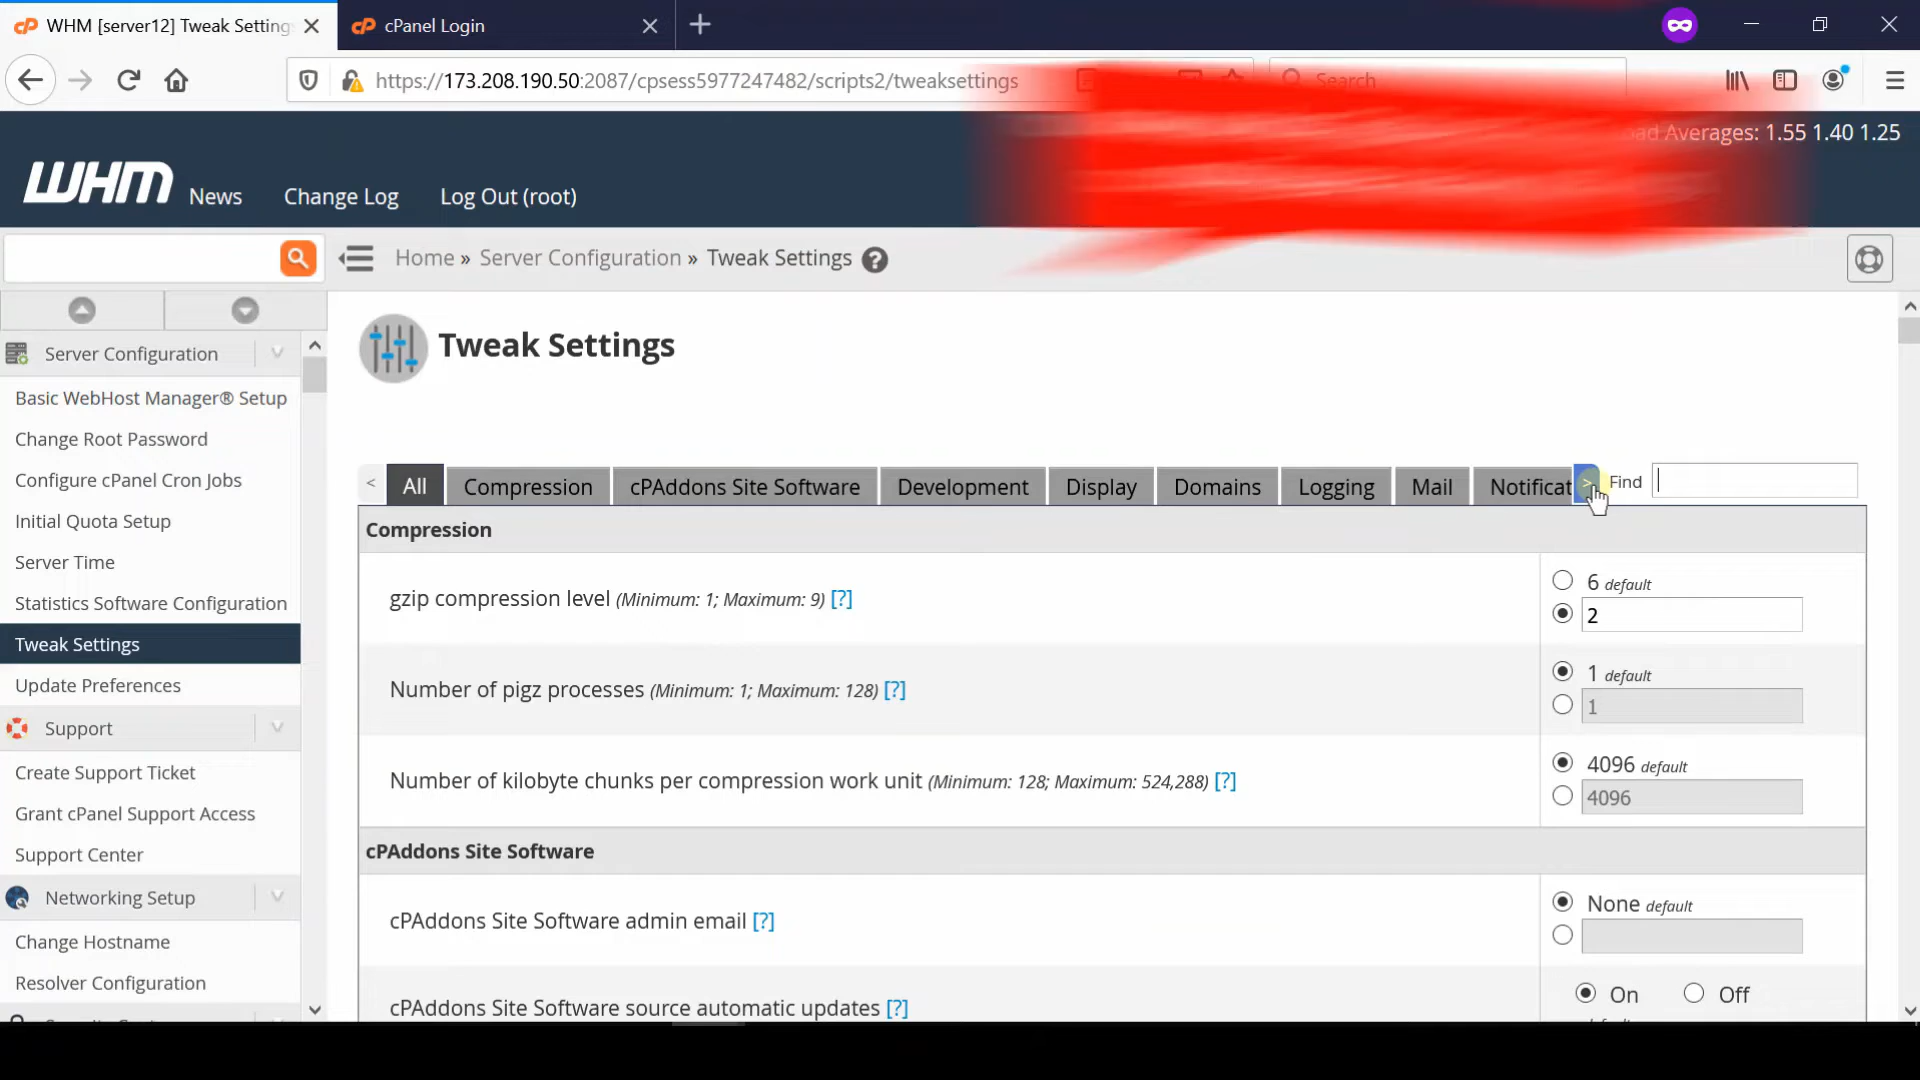 WHM [server12] Tweak Settings
cPanel Login
https://173.208.190.50:2087/cpsess5977247482/scripts2/tweaksettings
Search
WHM
News
Change Log
Log Out (root)
Averages: 1.55 1.40 1.25
Home » Server Configuration » Tweak Settings
Server Configuration
Basic WebHost Manager® Setup
Change Root Password
Configure cPanel Cron Jobs
Initial Quota Setup
Server Time
Statistics Software Configuration
Tweak Settings
Update Preferences
Support
Create Support Ticket
Grant cPanel Support Access
Support Center
Networking Setup
Change Hostname
Resolver Configuration
Tweak Settings
< All Compression cPAddons Site Software Development Display Domains Logging Mail Notificat > Find
Compression
gzip compression level (Minimum: 1; Maximum: 9) [?]
6 default
2
Number of pigz processes (Minimum: 1; Maximum: 128) [?]
1 default
1
Number of kilobyte chunks per compression work unit (Minimum: 128; Maximum: 524,288) [?]
4096 default
4096
cPAddons Site Software
cPAddons Site Software admin email [?]
None default
cPAddons Site Software source automatic updates [?]
On Off